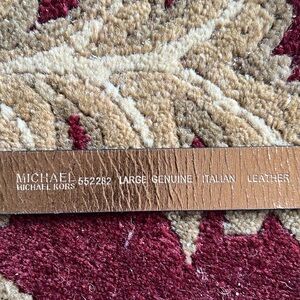 MICHAEL
MICHAEL KORS 552282 LARGE GENUINE ITALIAN LEATHER